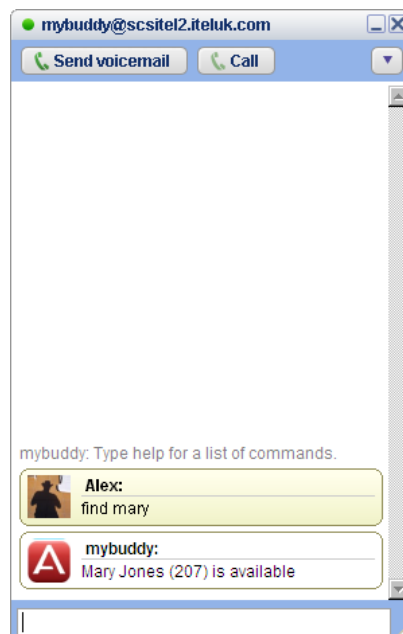 mybuddy@scsitel2.iteluk.com
Send voicemail
Call
mybuddy: Type help for a list of commands.
Alex:
find mary
A
mybuddy:
Mary Jones (207) is available